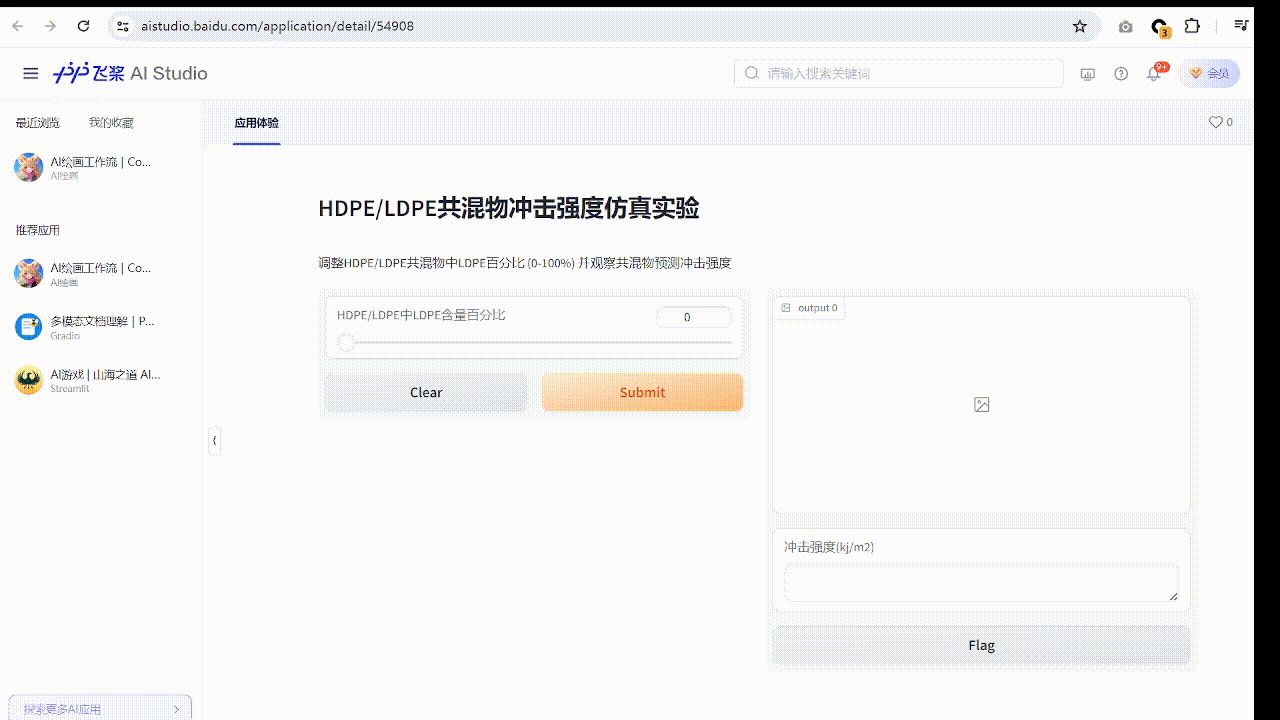 aistudio.baidu.com/application/detail/54908
3
飞桨 AI Studio
请输入搜索关键词
9+
会员
最近浏览 我的收藏
应用体验
0
AI绘画工作流 | Co...
AI绘画
推荐应用
AI绘画工作流 | Co...
AI绘画
多模态文档理解 | P...
Gradio
AI游戏 | 山海之道 AI...
Streamlit
探索更多AI应用
HDPE/LDPE共混物冲击强度仿真实验
调整HDPE/LDPE共混物中LDPE百分比 (0-100%) 并观察共混物预测冲击强度
HDPE/LDPE中LDPE含量百分比
0
Clear
Submit
output 0
冲击强度(kj/m2)
Flag